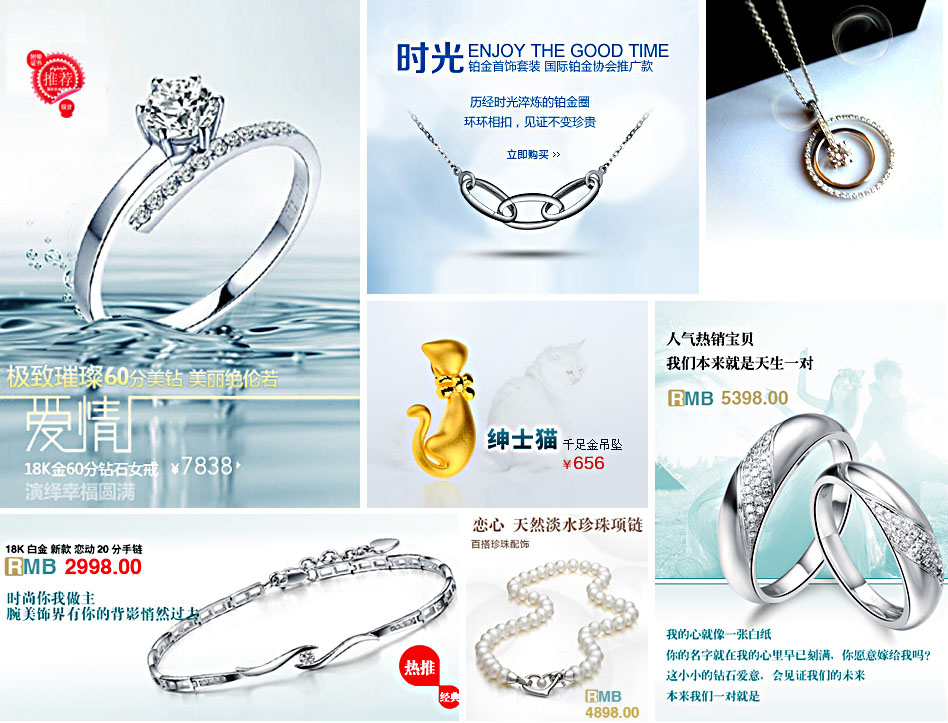 附赠
证书
推荐
极致璀璨60分美钻 美丽绝伦若
爱情
18K金60分钻石女戒 ¥7838
演绎幸福圆满
时光 ENJOY THE GOOD TIME
铂金首饰套装 国际铂金协会推广款
历经时光淬炼的铂金圈
环环相扣，见证不变珍贵
立即购买 >>
绅士猫 千足金吊坠
¥656
人气热销宝贝
我们本来就是天生一对
RMB 5398.00
我的心就像一张白纸
你的名字就在我的心里早已刻满，你愿意嫁给我吗？
这小小的钻石爱意，会见证我们的未来
本来我们一对就是
18K 白金 新款 恋动 20 分手链
RMB 2998.00
时尚你我做主
腕美饰界有你的背影悄然过去
热推
经典
恋心 天然淡水珍珠项链
百搭珍珠配饰
RMB
4898.00